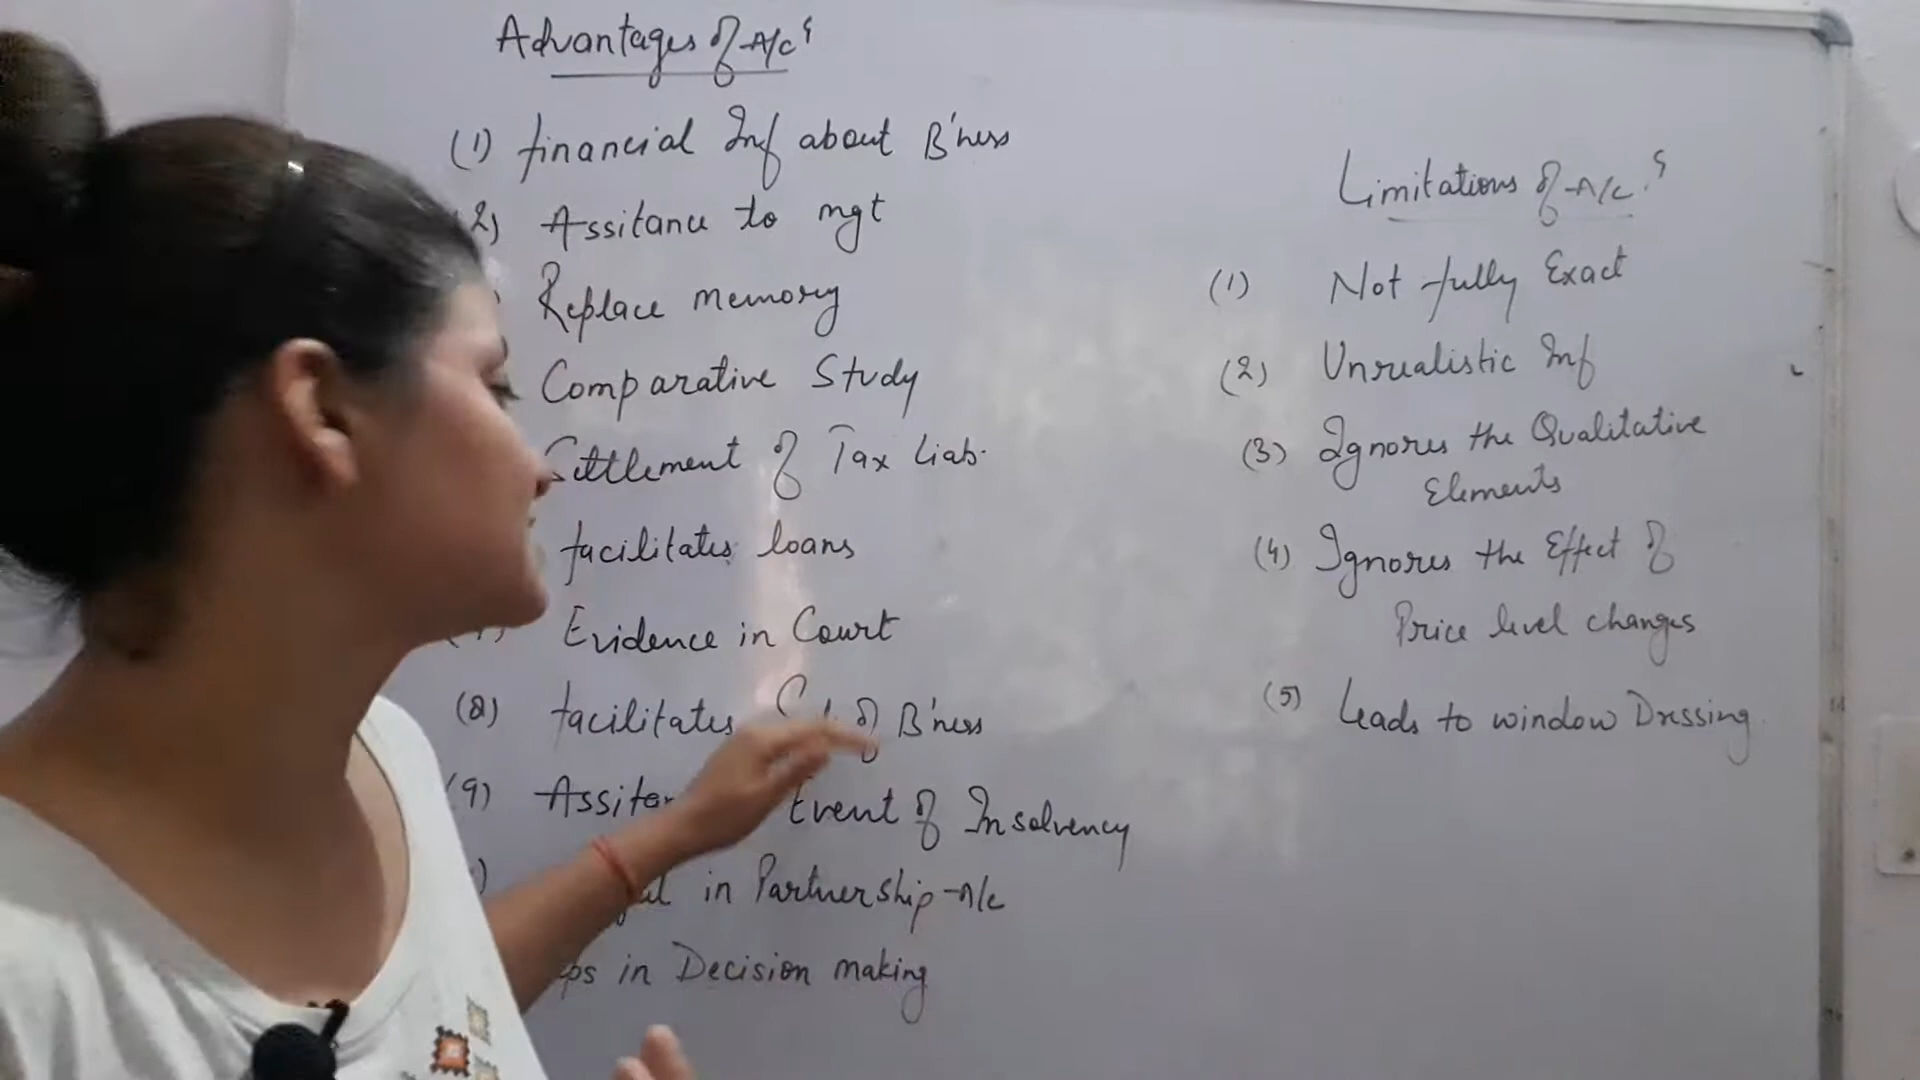 Advantages of A/c s
(1) financial Inf about B'ness
2) Assitance to mgt
Replace memory
Comparative Study
Settlement of Tax Liab.
facilitates loans
Evidence in Court
(8) facilitates of B'ness
(9) Event of Insolvency
in Partnership A/c
in Decision making
Limitations of A/c s
(1) Not fully Exact
(2) Unrealistic Inf
(3) Ignores the Qualitative
Elements
(4) Ignores the Effect of
Price level changes
(5) Leads to window Dressing